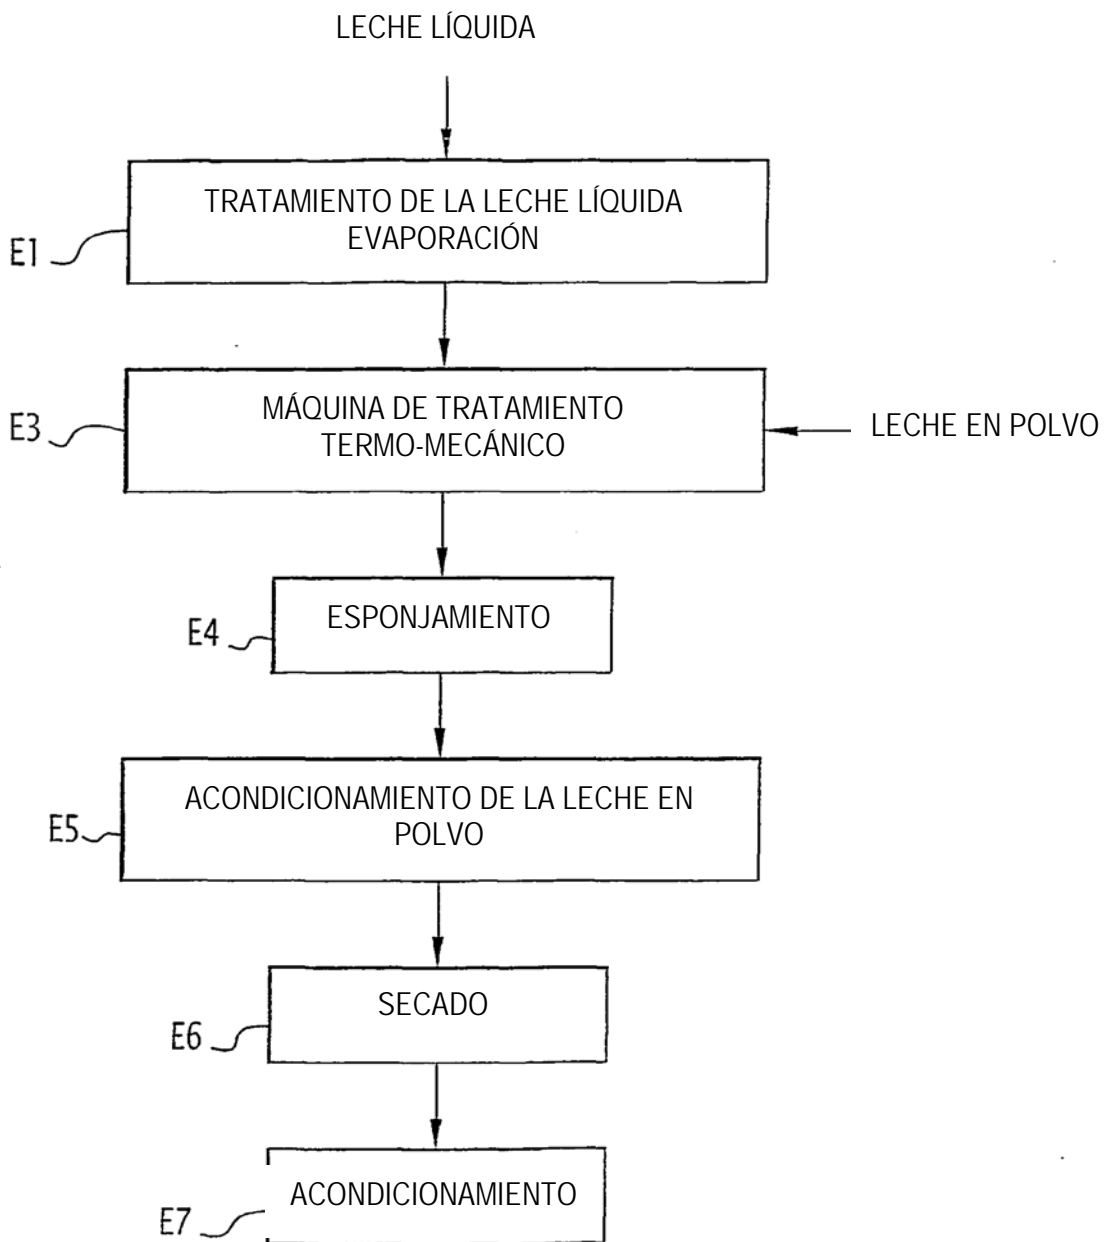 LECHE LÍQUIDA
TRATAMIENTO DE LA LECHE LÍQUIDA
EVAPORACIÓN
E1
MÁQUINA DE TRATAMIENTO
TERMO-MECÁNICO
E3
LECHE EN POLVO
ESPONJAMIENTO
E4
ACONDICIONAMIENTO DE LA LECHE EN
POLVO
E5
SECADO
E6
ACONDICIONAMIENTO
E7